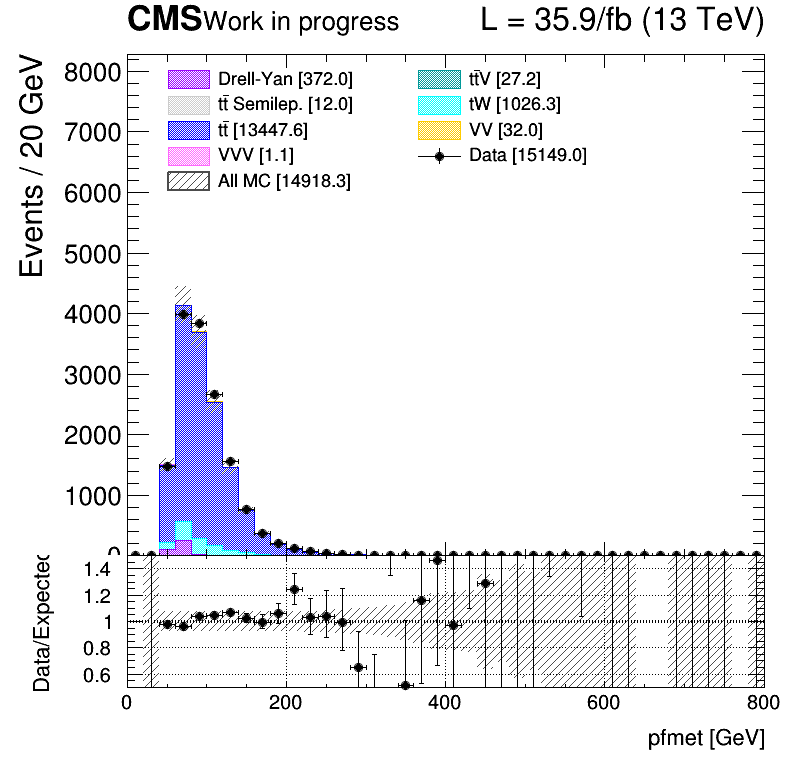 CMS Work in progress L = 35.9/fb (13 TeV)
Events / 20 GeV
8000
7000
6000
5000
4000
3000
2000
1000
0
Drell-Yan [372.0]
tt̄ Semilep. [12.0]
tt̄ [13447.6]
VVV [1.1]
All MC [14918.3]
tt̄V [27.2]
tW [1026.3]
VV [32.0]
Data [15149.0]
Data/Expected
1.4
1.2
1
0.8
0.6
0 200 400 600 800
pfmet [GeV]